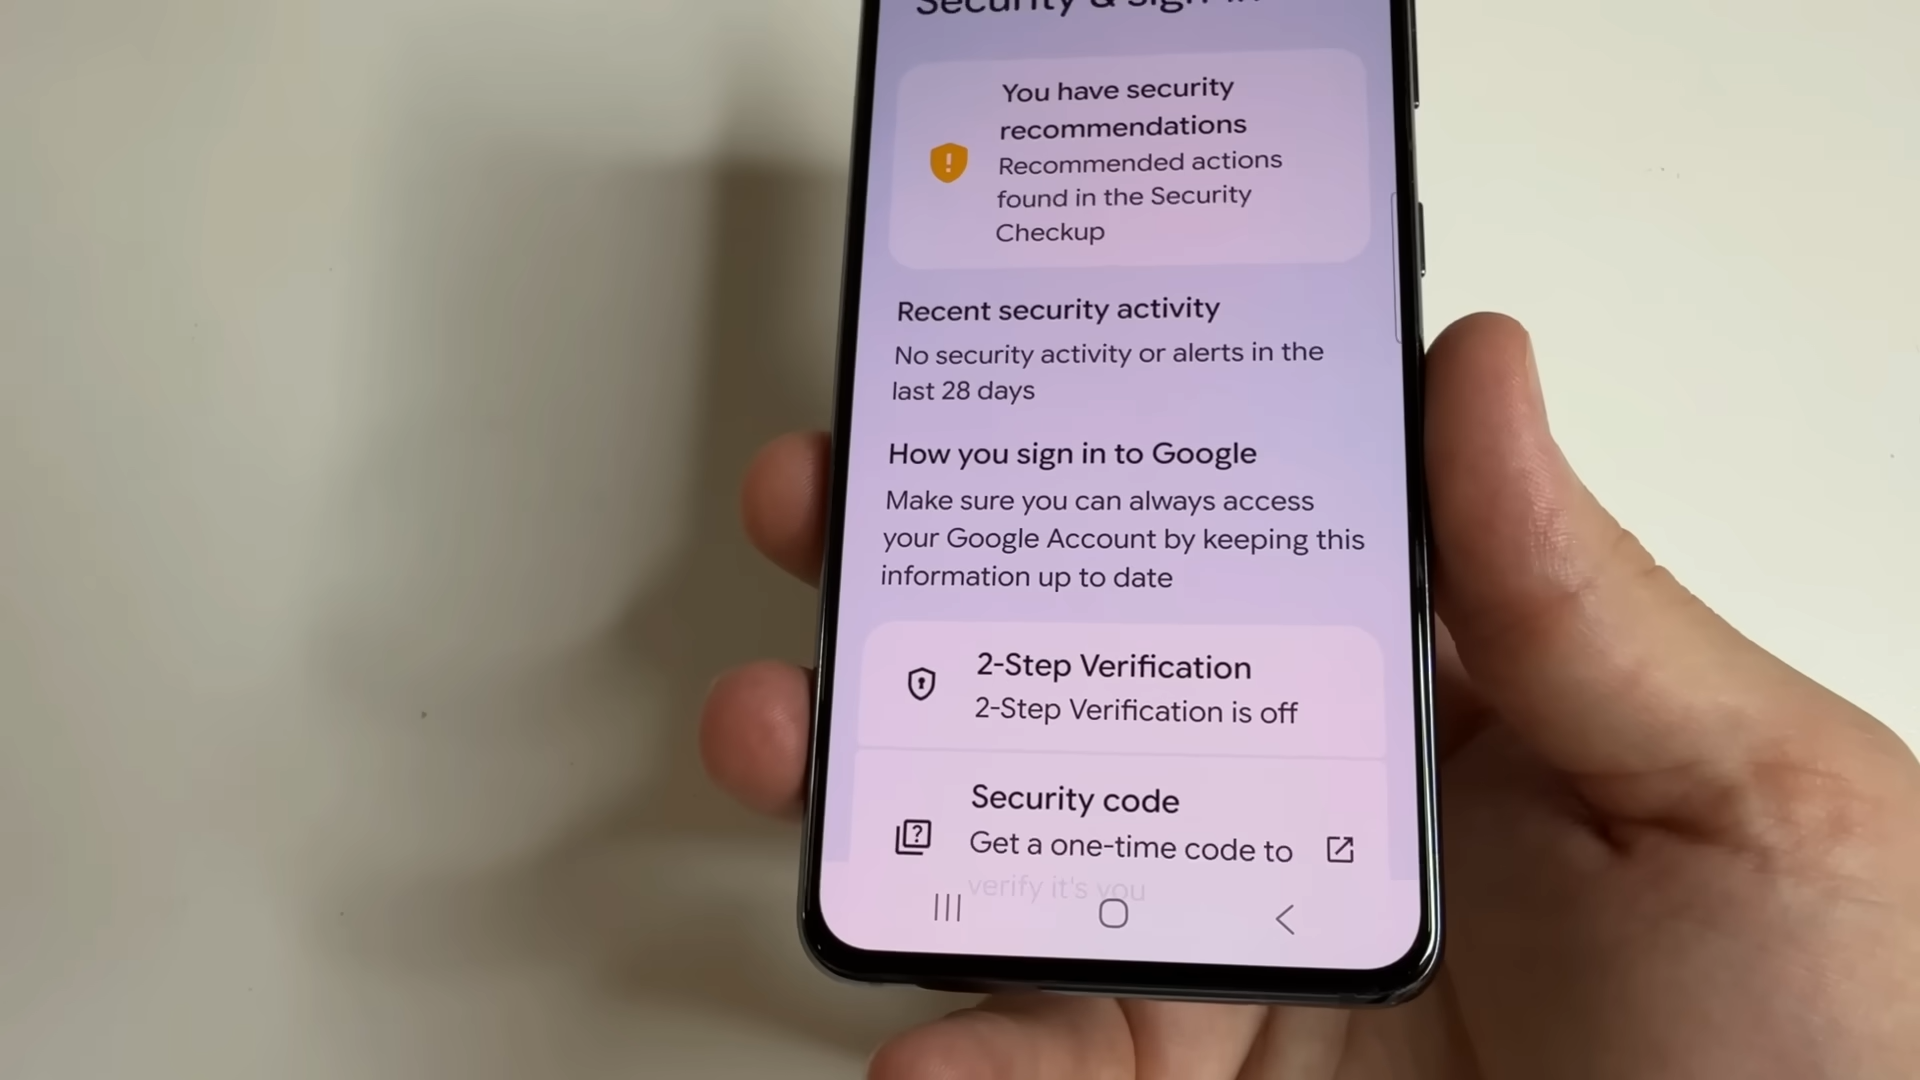 Security & sign-in
You have security
recommendations
Recommended actions
found in the Security
Checkup
Recent security activity
No security activity or alerts in the
last 28 days
How you sign in to Google
Make sure you can always access
your Google Account by keeping this
information up to date
2-Step Verification
2-Step Verification is off
Security code
Get a one-time code to
verify it's you